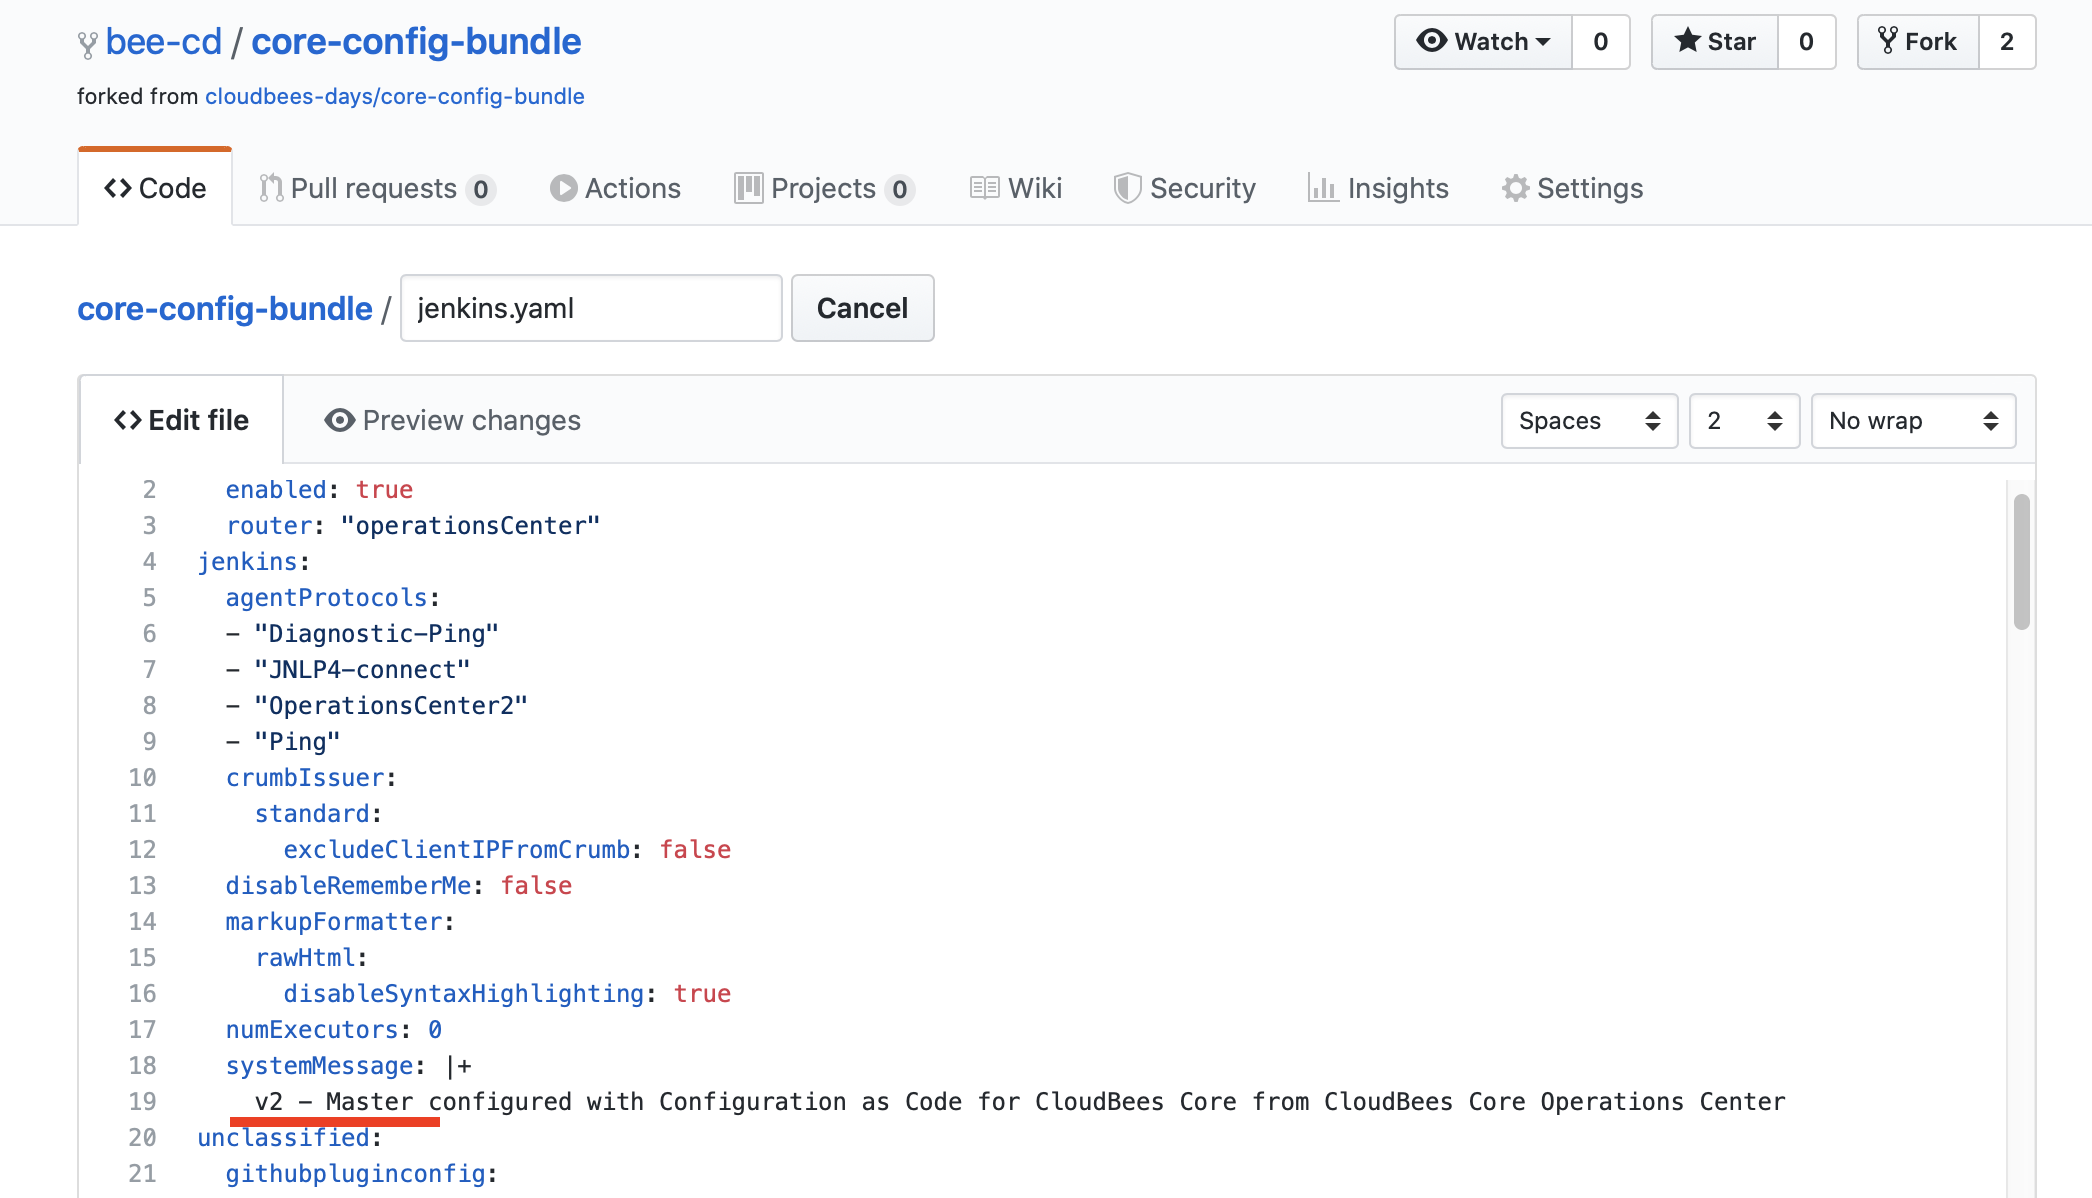 bee-cd / core-config-bundle
Watch 0 Star 0 Fork 2
forked from cloudbees-days/core-config-bundle
<> Code Pull requests 0 Actions Projects 0 Wiki Security Insights Settings
core-config-bundle / jenkins.yaml Cancel
<> Edit file Preview changes Spaces 2 No wrap
2 enabled: true
3 router: "operationsCenter"
4 jenkins:
5 agentProtocols:
6 - "Diagnostic-Ping"
7 - "JNLP4-connect"
8 - "OperationsCenter2"
9 - "Ping"
10 crumbIssuer:
11 standard:
12 excludeClientIPFromCrumb: false
13 disableRememberMe: false
14 markupFormatter:
15 rawHtml:
16 disableSyntaxHighlighting: true
17 numExecutors: 0
18 systemMessage: |+
19 v2 - Master configured with Configuration as Code for CloudBees Core from CloudBees Core Operations Center
20 unclassified:
21 githubpluginconfig: